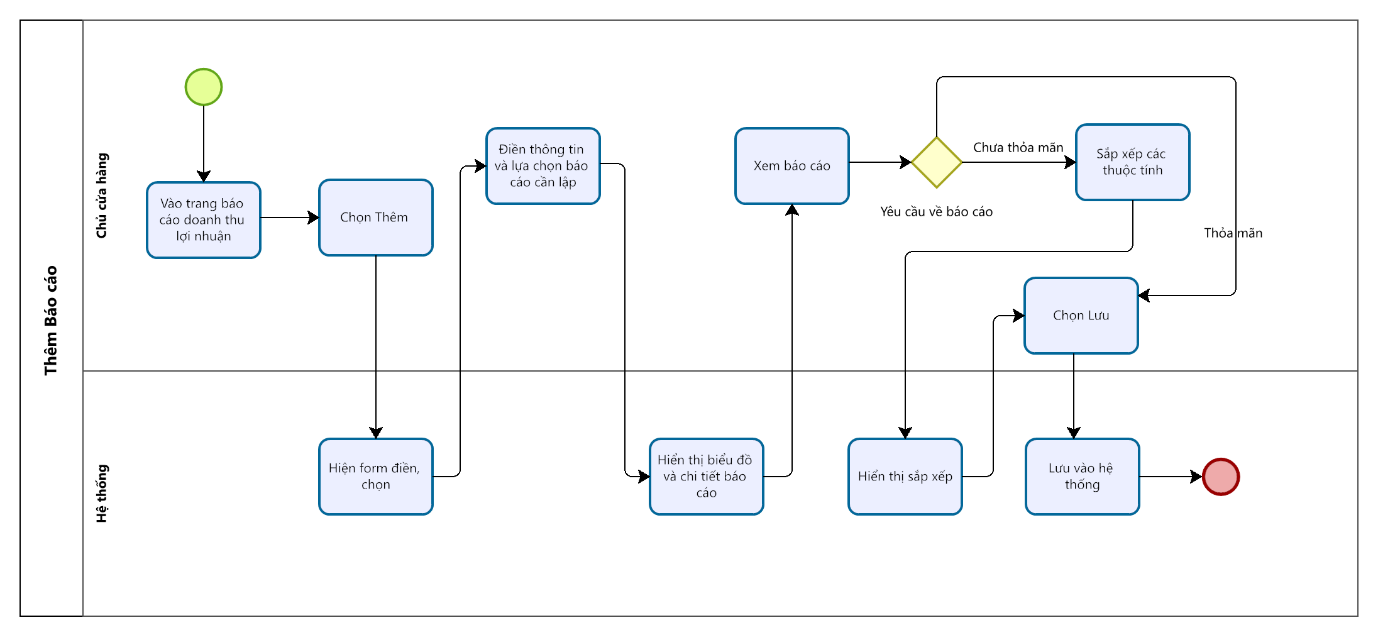 Thêm Báo cáo
Chủ cửa hàng
Vào trang báo
cáo doanh thu
lợi nhuận
Chọn Thêm
Điền thông tin
và lựa chọn báo
cáo cần lập
Xem báo cáo
Yêu cầu về báo cáo
Chưa thỏa mãn
Sắp xếp các
thuộc tính
Thỏa mãn
Chọn Lưu
Hệ thống
Hiện form điền,
chọn
Hiển thị biểu đồ
và chi tiết báo
cáo
Hiển thị sắp xếp
Lưu vào hệ
thống